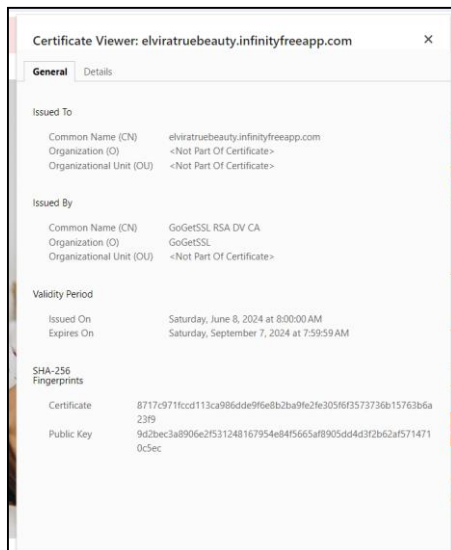 Certificate Viewer: elviratruebeauty.infinityfreeapp.com ×
General Details
Issued To
Common Name (CN) elviratruebeauty.infinityfreeapp.com
Organization (O) <Not Part Of Certificate>
Organizational Unit (OU) <Not Part Of Certificate>
Issued By
Common Name (CN) GoGetSSL RSA DV CA
Organization (O) GoGetSSL
Organizational Unit (OU) <Not Part Of Certificate>
Validity Period
Issued On Saturday, June 8, 2024 at 8:00:00 AM
Expires On Saturday, September 7, 2024 at 7:59:59 AM
SHA-256
Fingerprints
Certificate 8717c971fccd113ca986dde9f6e8b2ba9fe2fe305f6f3573736b15763b6a
23f9
Public Key 9d2bec3a8906e2f531248167954e84f5665af8905dd4d3f2b62af571471
0c5ec